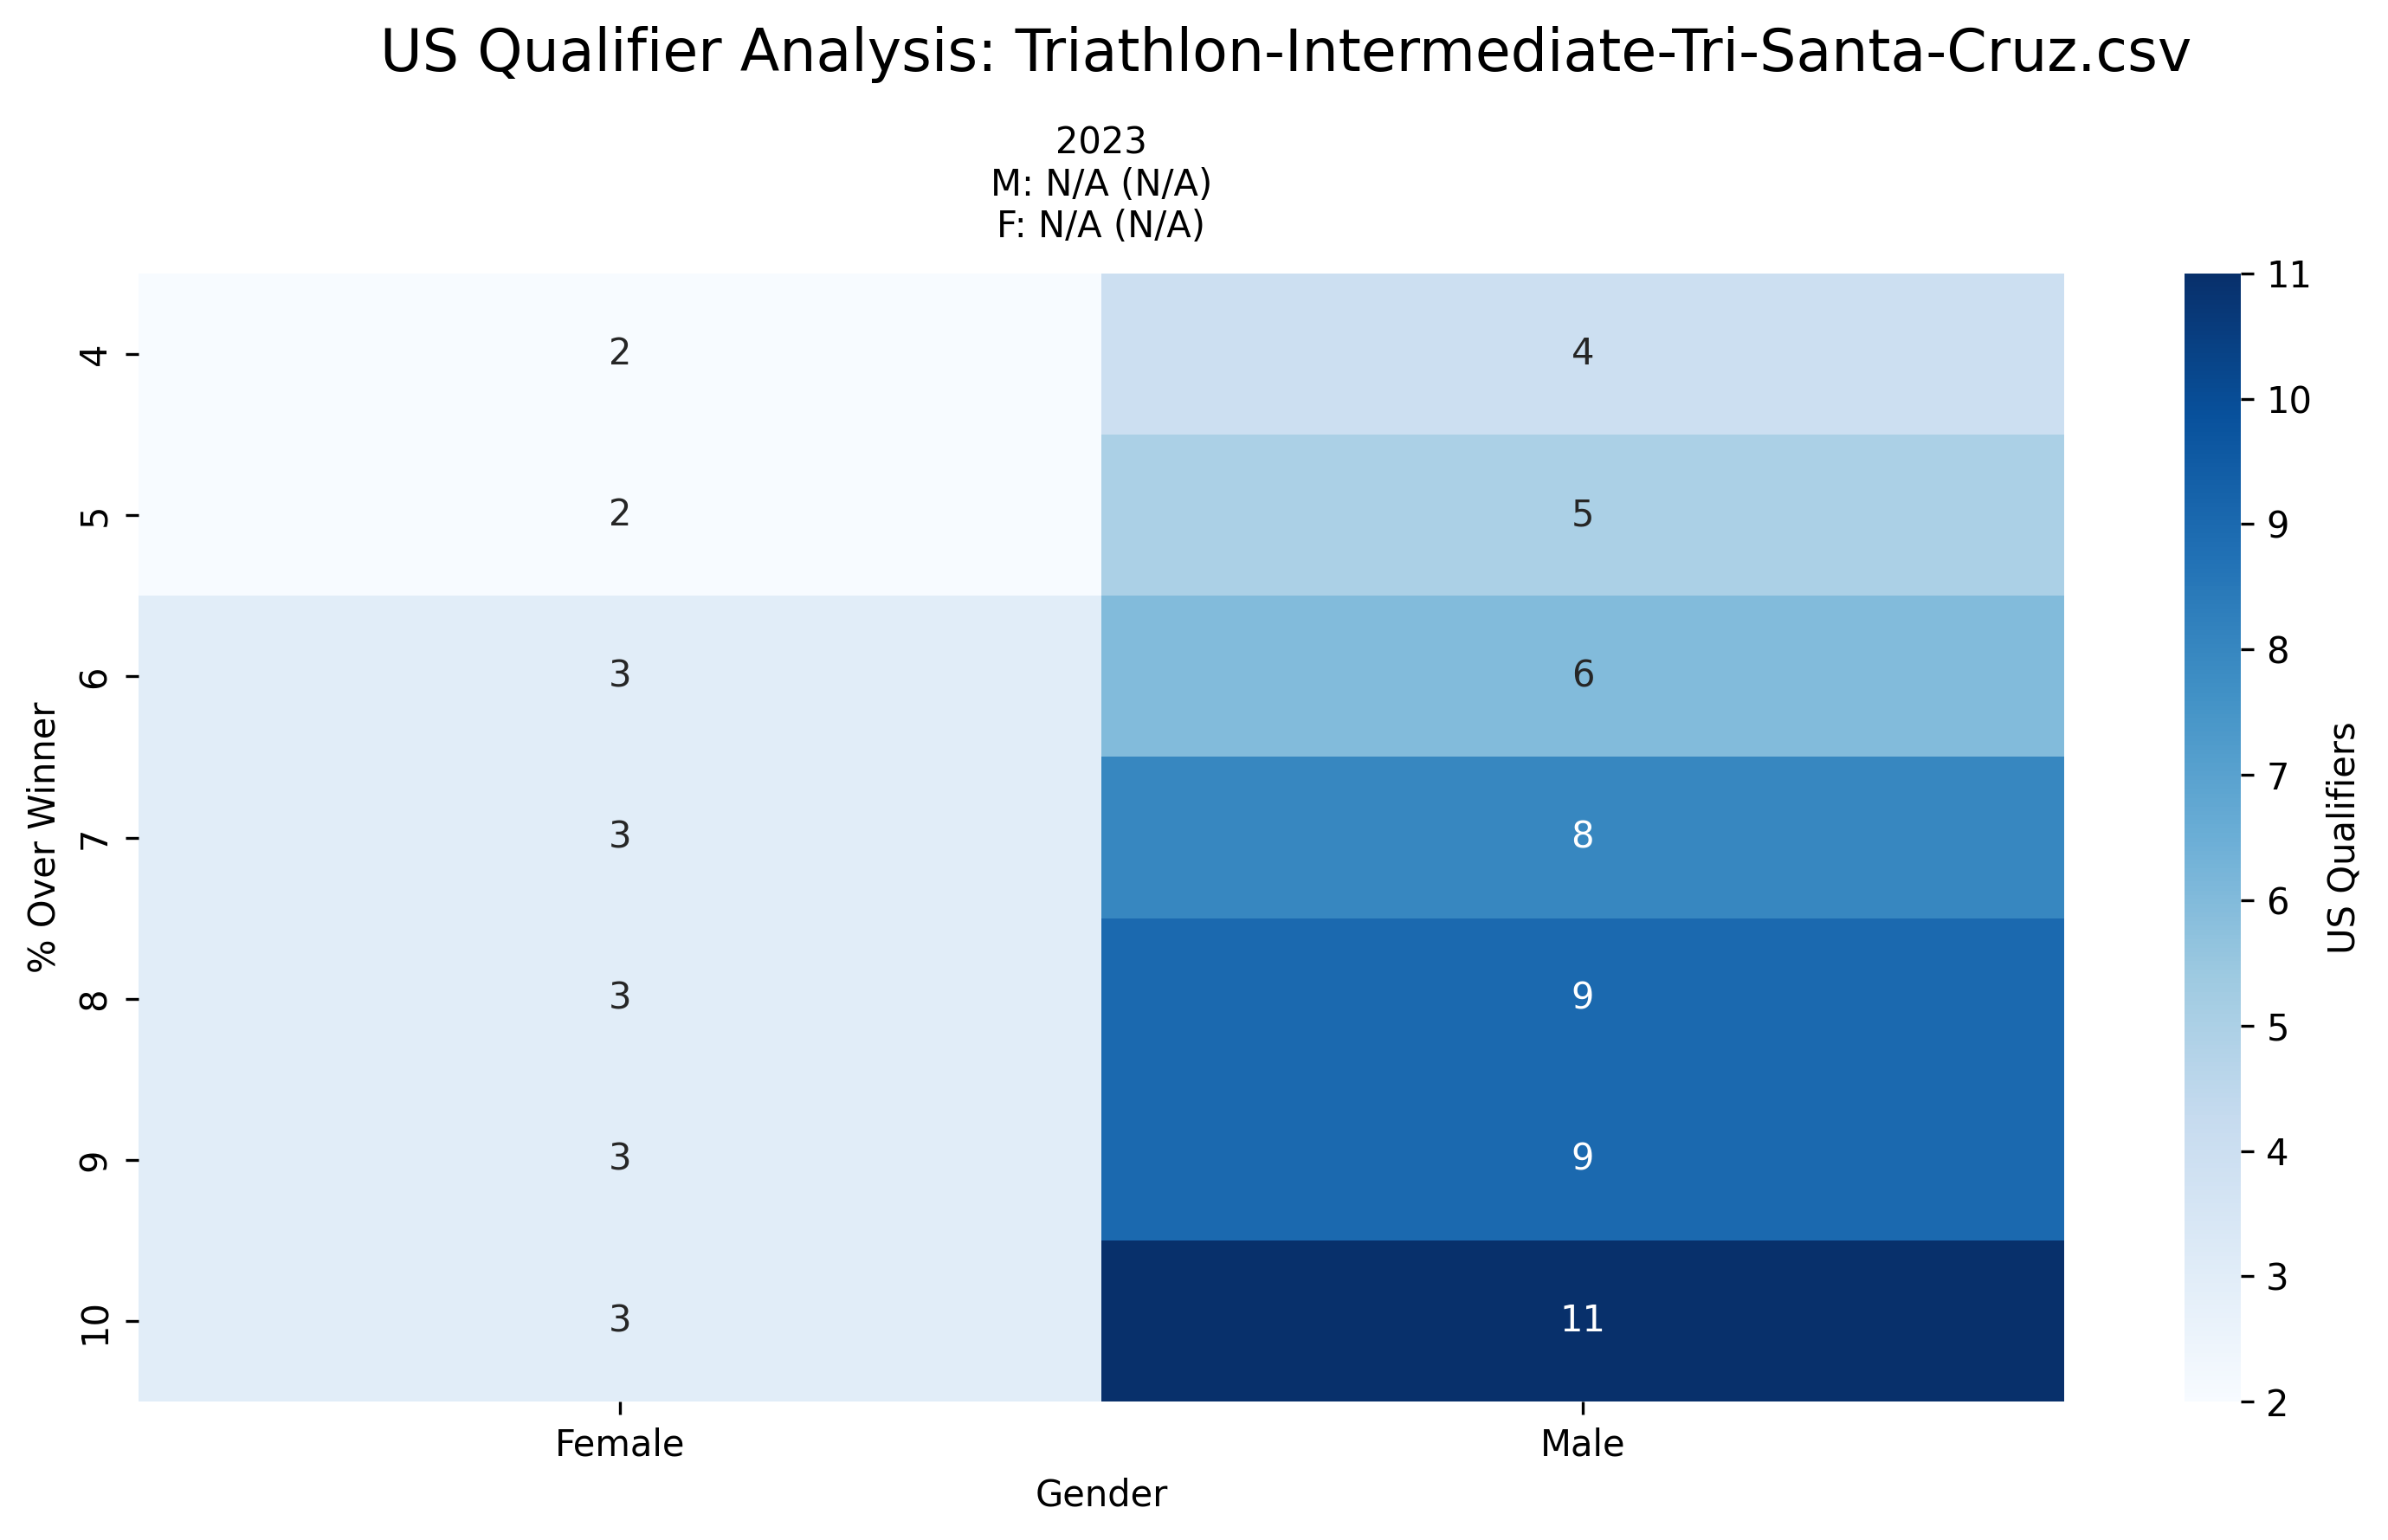 US Qualifier Analysis: Triathlon-Intermediate-Tri-Santa-Cruz.csv
2023
M: N/A (N/A)
F: N/A (N/A)
% Over Winner
4 2 4
5 2 5
6 3 6
7 3 8
8 3 9
9 3 9
10 3 11
Female Male
Gender
11
10
9
8
7
6
5
4
3
2
US Qualifiers